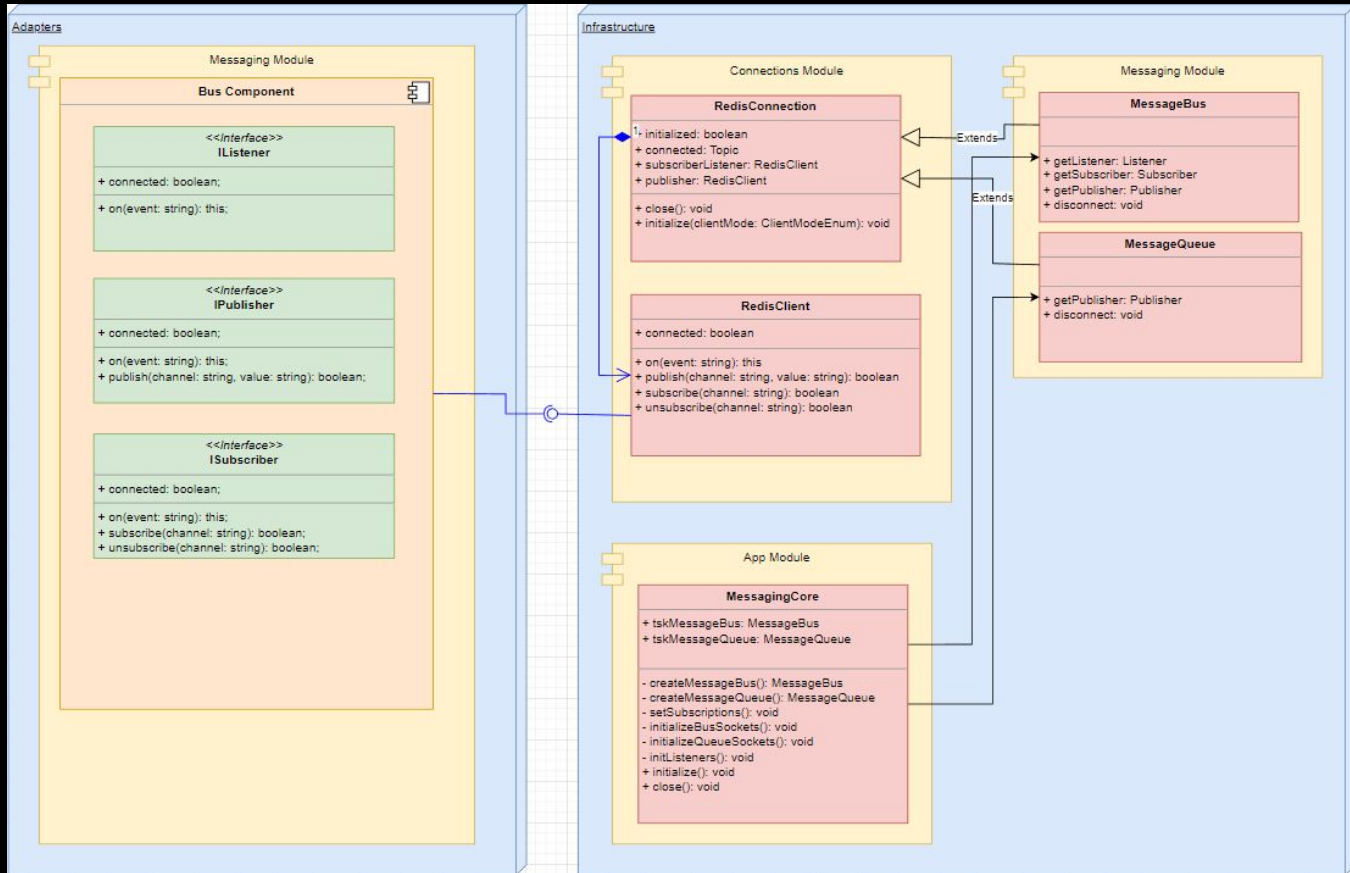 Adapters
Messaging Module
Bus Component
<<Interface>>
IListener
+ connected: boolean;
+ on(event: string): this;
<<Interface>>
IPublisher
+ connected: boolean;
+ on(event: string): this;
+ publish(channel: string, value: string): boolean;
<<Interface>>
ISubscriber
+ connected: boolean;
+ on(event: string): this;
+ subscribe(channel: string): boolean;
+ unsubscribe(channel: string): boolean;
Infrastructure
Connections Module
RedisConnection
1
+ initialized: boolean
+ connected: Topic
+ subscriberListener: RedisClient
+ publisher: RedisClient
+ close(): void
+ initialize(clientMode: ClientModeEnum): void
RedisClient
+ connected: boolean
+ on(event: string): this
+ publish(channel: string, value: string): boolean
+ subscribe(channel: string): boolean
+ unsubscribe(channel: string): boolean
Extends
Extends
Messaging Module
MessageBus
+ getListener: Listener
+ getSubscriber: Subscriber
+ getPublisher: Publisher
+ disconnect: void
MessageQueue
+ getPublisher: Publisher
+ disconnect: void
App Module
MessagingCore
+ tskMessageBus: MessageBus
+ tskMessageQueue: MessageQueue
- createMessageBus(): MessageBus
- createMessageQueue(): MessageQueue
- setSubscriptions(): void
- initializeBusSockets(): void
- initializeQueueSockets(): void
- initListeners(): void
+ initialize(): void
+ close(): void